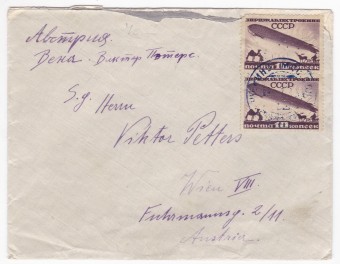 Австрия
Вена. Виктор Петерс
S.g. Herrn
Viktor Petters
Wien VIII.
Fuhrmannsg. 2/11
Austria
ДИРИЖАБЛЕСТРОЕНИЕ
СССР
ПОЧТА 10 КОПЕЕК
ДИРИЖАБЛЕСТРОЕНИЕ
СССР
ПОЧТА 10 КОПЕЕК